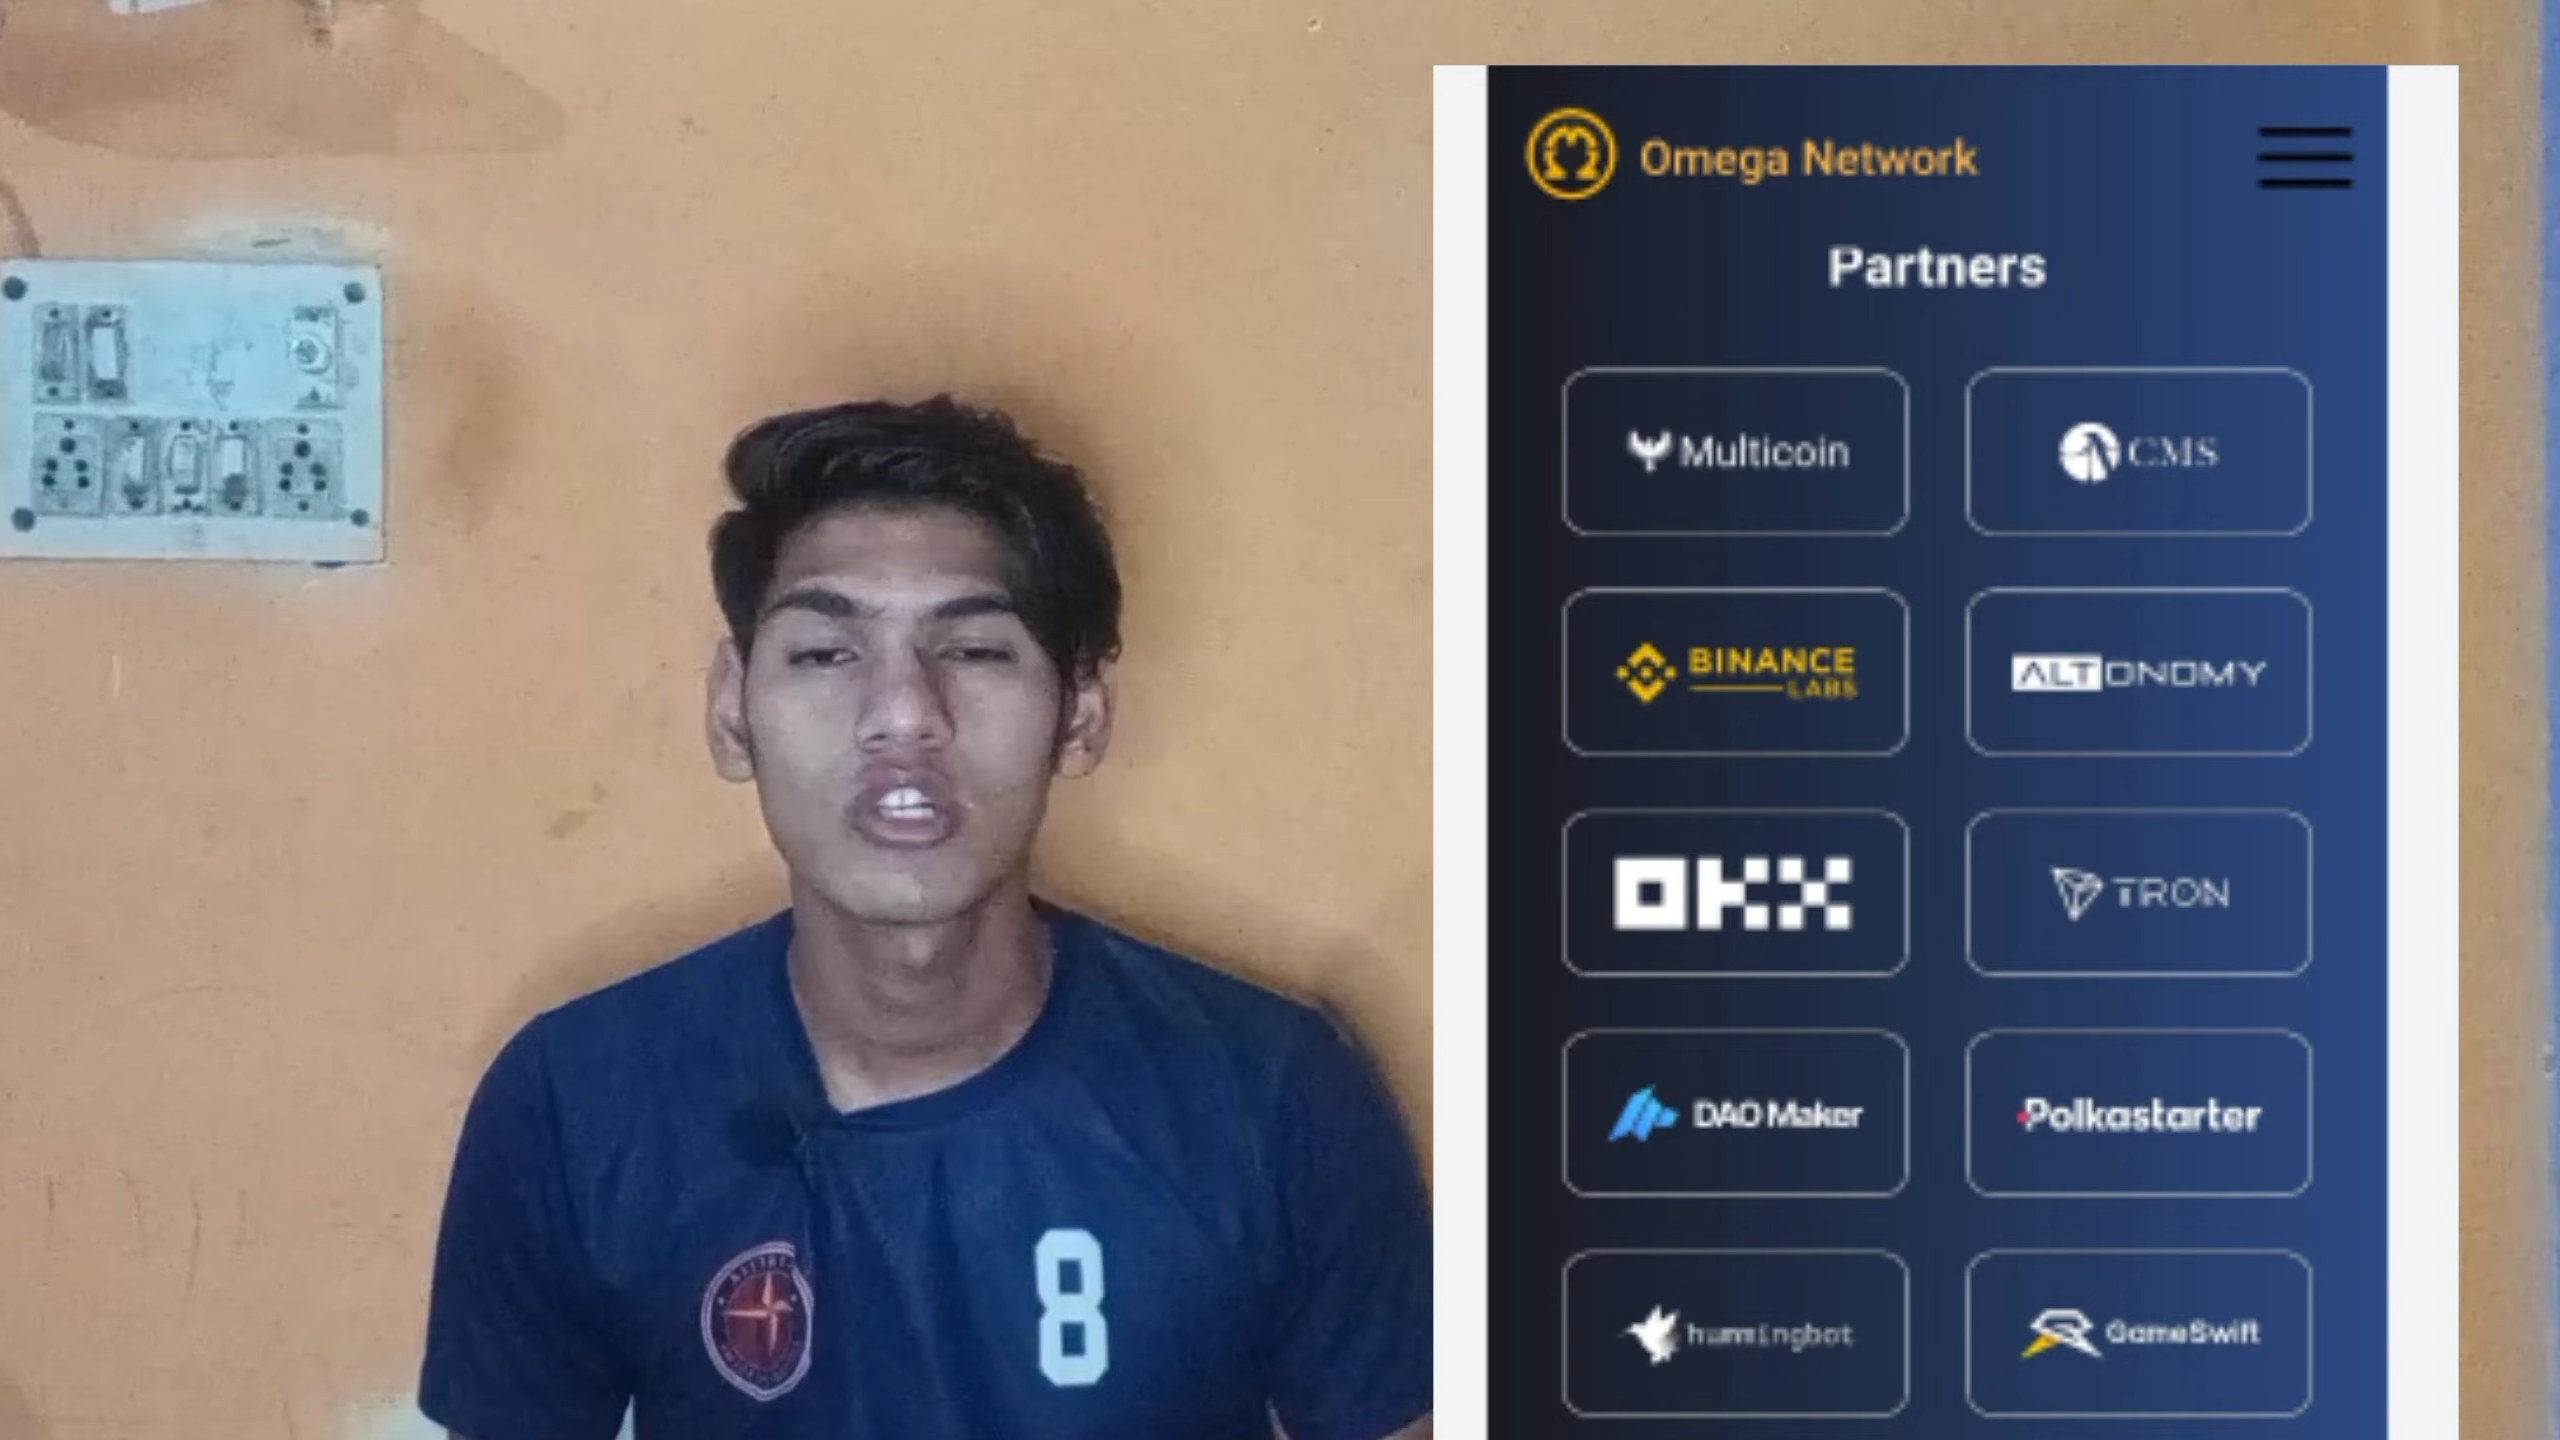 Omega Network
Partners
Multicoin
CMS
BINANCE
LABS
ALTONOMY
OKX
TRON
DAO Maker
Polkastarter
hummingbot
GameSwift
8